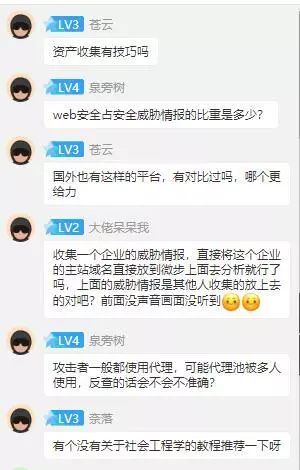 LV3 苍云
资产收集有技巧吗
LV4 泉旁树
web安全占安全威胁情报的比重是多少？
LV3 苍云
国外也有这样的平台，有对比过吗，哪个更
给力
LV2 大佬呆呆我
收集一个企业的威胁情报，直接将这个企业
的主站域名直接放到微步上面去分析就行了
吗，上面的威胁情报是其他人收集的放上去
的对吧？前面没声音画面没听到
LV4 泉旁树
攻击者一般都使用代理，可能代理池被多人
使用，反查的话会不会不准确？
LV3 奈落
有个没有关于社会工程学的教程推荐一下呀